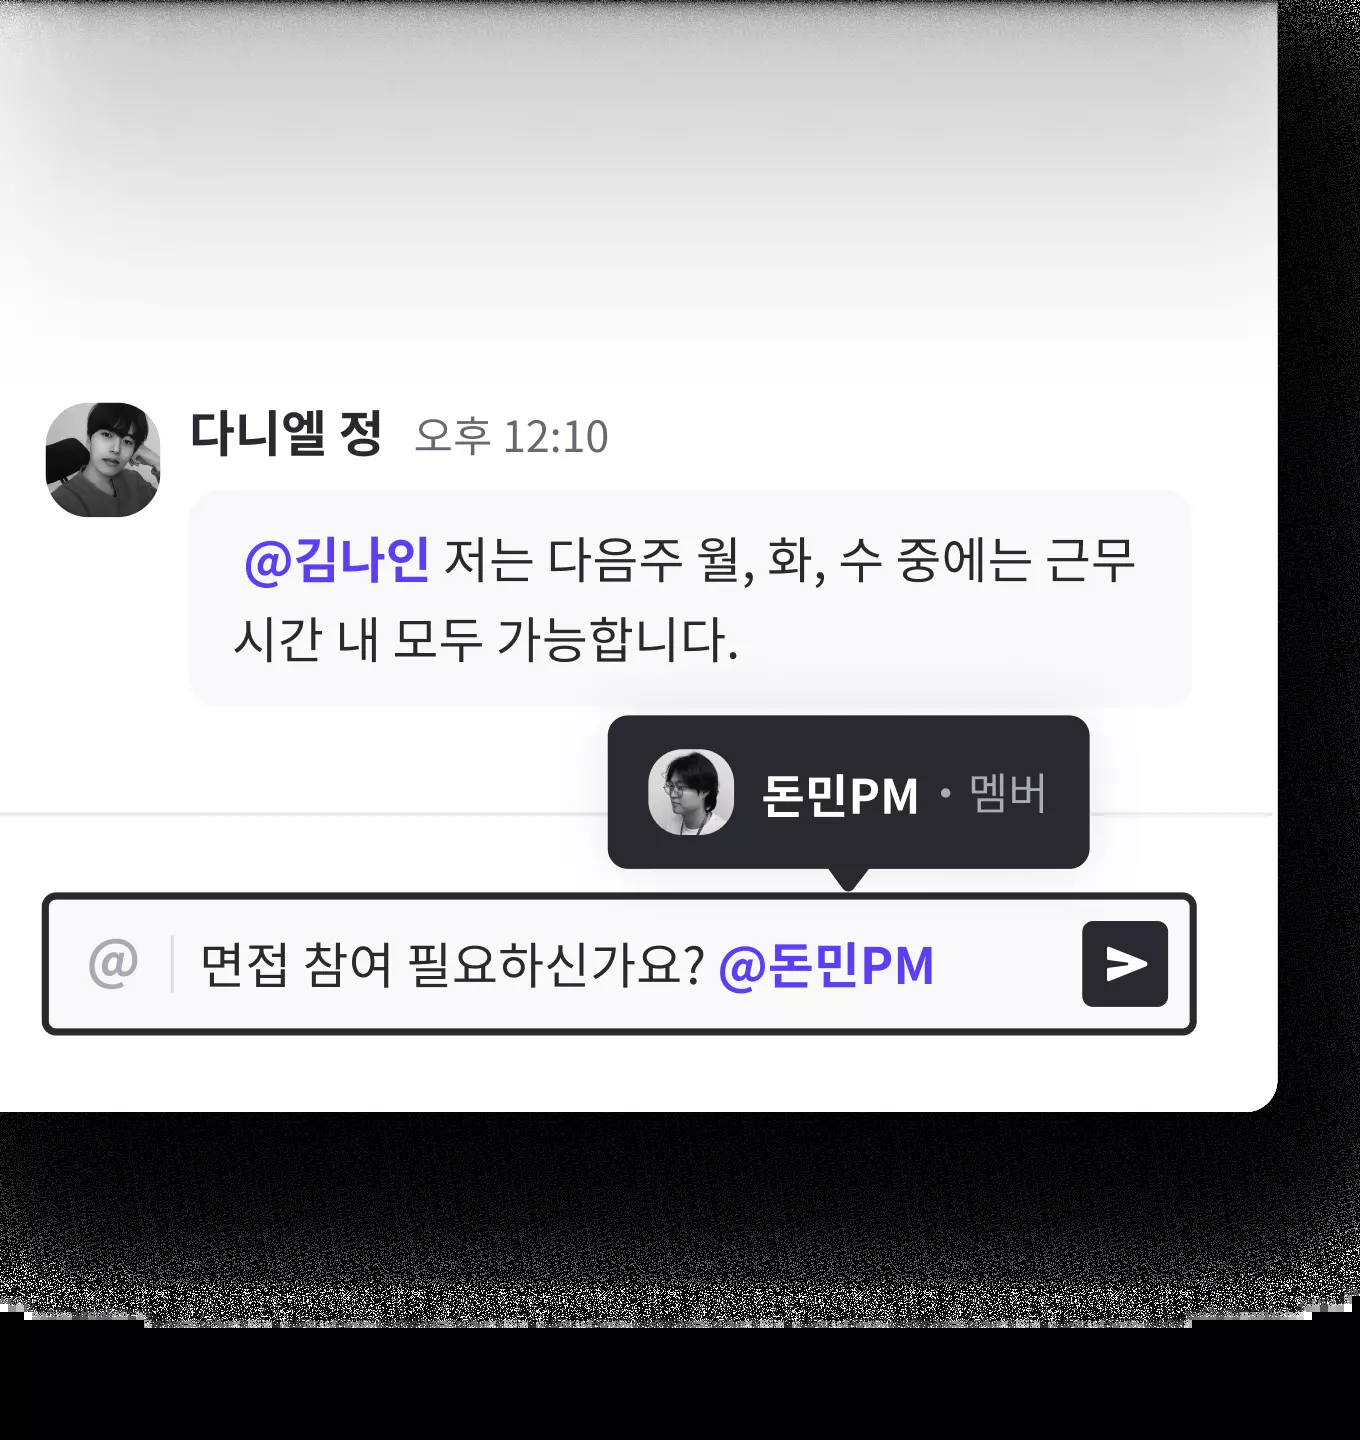 다니엘 정 오후 12:10
@김나인 저는 다음주 월, 화, 수 중에는 근무
시간 내 모두 가능합니다.
돈민PM • 멤버
@ 면접 참여 필요하신가요? @돈민PM